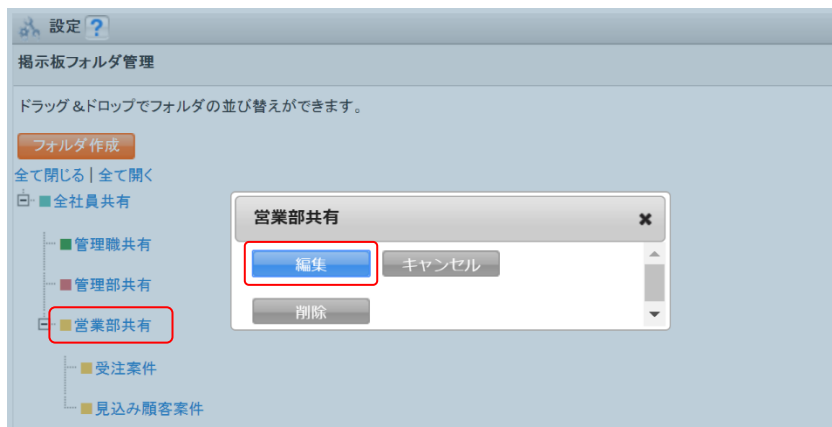 設定 ?
掲示板フォルダ管理
ドラッグ&ドロップでフォルダの並び替えができます。
フォルダ作成
全て閉じる | 全て開く
全社員共有
管理職共有
管理部共有
営業部共有
受注案件
見込み顧客案件
営業部共有
編集 キャンセル
削除